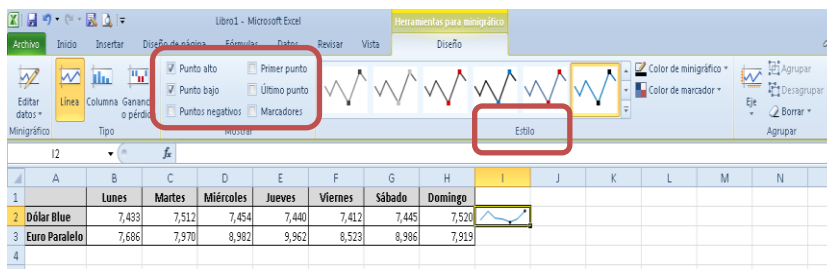 Libro1 - Microsoft Excel
Herramientas para minigráfico
Archivo Inicio Insertar Diseño de página Fórmulas Datos Revisar Vista Diseño
Punto alto Primer punto
Punto bajo Último punto
Puntos negativos Marcadores
Editar datos
Línea Columna
Color de minigráfico
Color de marcador
Eje
Agrupar
Desagrupar
Borrar
Minigráfico Tipo Mostrar Estilo Agrupar
I2 fx
A B C D E F G H I J K L M N
1 Lunes Martes Miércoles Jueves Viernes Sábado Domingo
2 Dólar Blue 7,433 7,512 7,454 7,440 7,412 7,445 7,520
3 Euro Paralelo 7,686 7,970 8,982 9,962 8,523 8,986 7,919
4